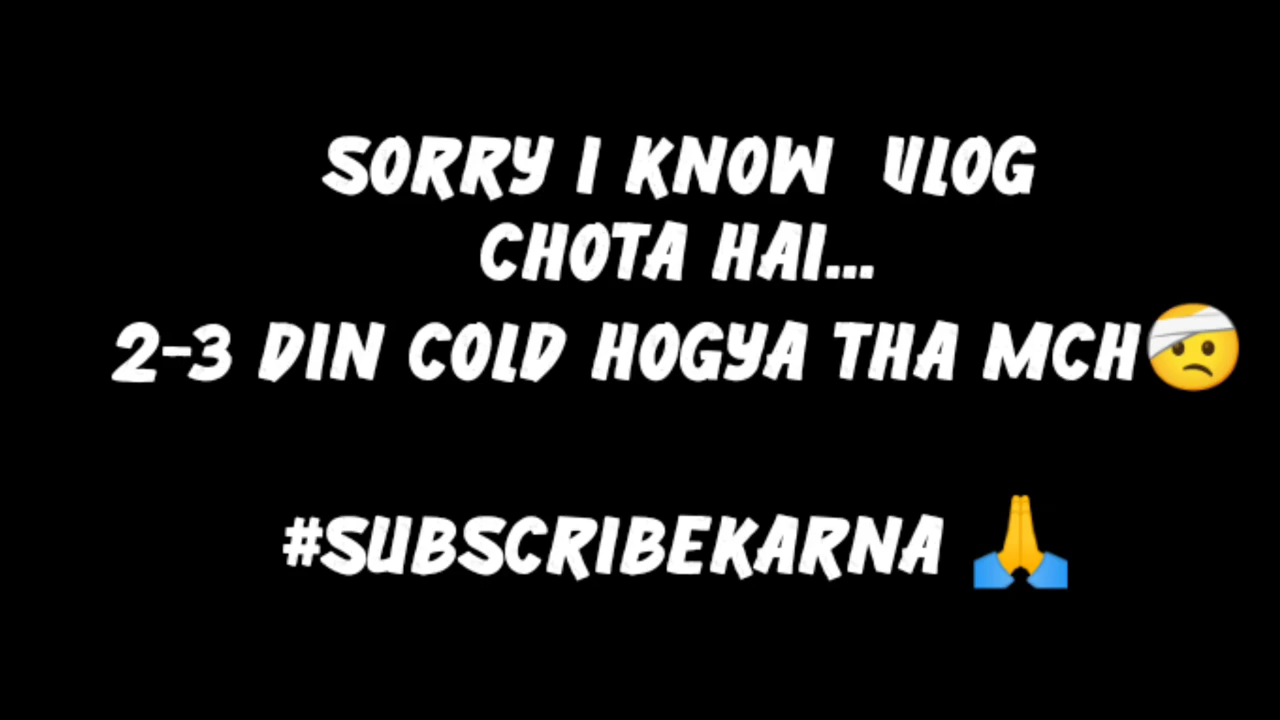 SORRY I KNOW VLOG
CHOTA HAI...
2-3 DIN COLD HOGYA THA MCH🤕
#SUBSCRIBEKARNA 🙏